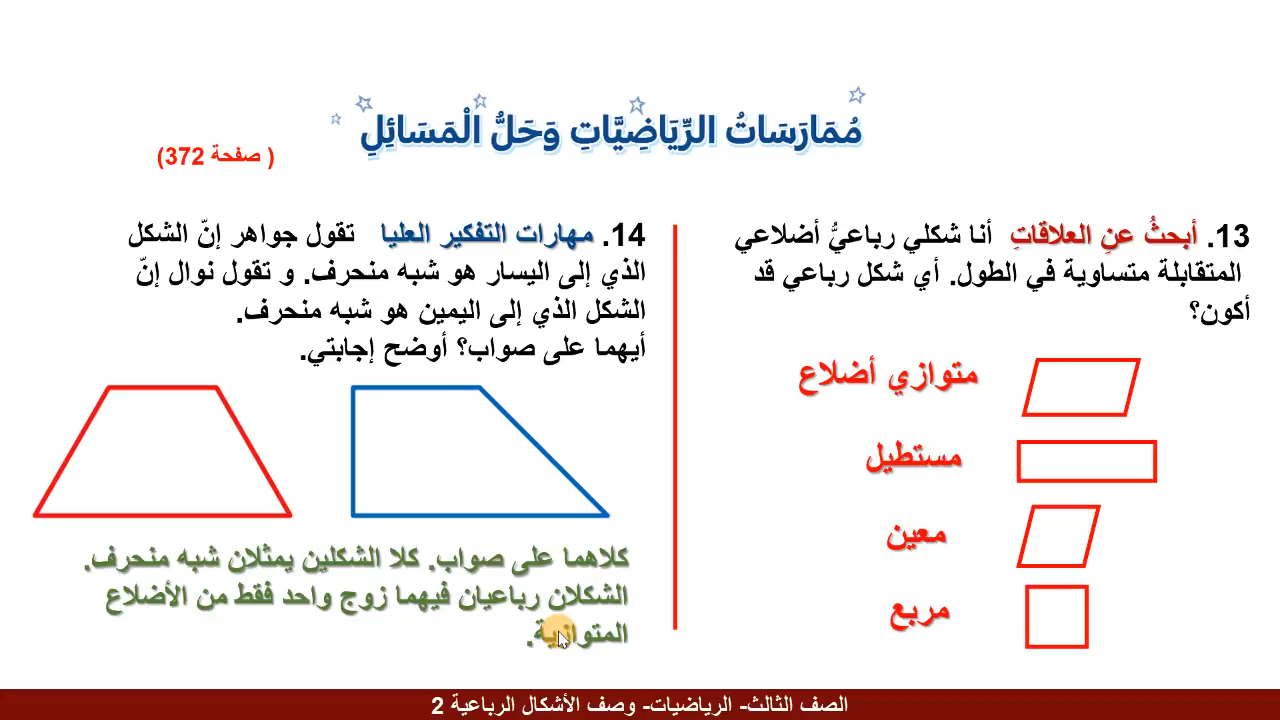 مُمَارَسَاتُ الرِّيَاضِيَّاتِ وَحَلُّ الْمَسَائِلِ
( صفحة 372)
13. أبحثُ عنِ العلاقاتِ أنا شكلي رباعيُّ أضلاعي
المتقابلة متساوية في الطول. أي شكل رباعي قد
أكون؟
متوازي أضلاع
مستطيل
معين
مربع
14. مهارات التفكير العليا تقول جواهر إنّ الشكل
الذي إلى اليسار هو شبه منحرف. و تقول نوال إنّ
الشكل الذي إلى اليمين هو شبه منحرف.
أيهما على صواب؟ أوضح إجابتي.
كلاهما على صواب. كلا الشكلين يمثلان شبه منحرف.
الشكلان رباعيان فيهما زوج واحد فقط من الأضلاع
المتوازية.
الصف الثالث- الرياضيات- وصف الأشكال الرباعية 2